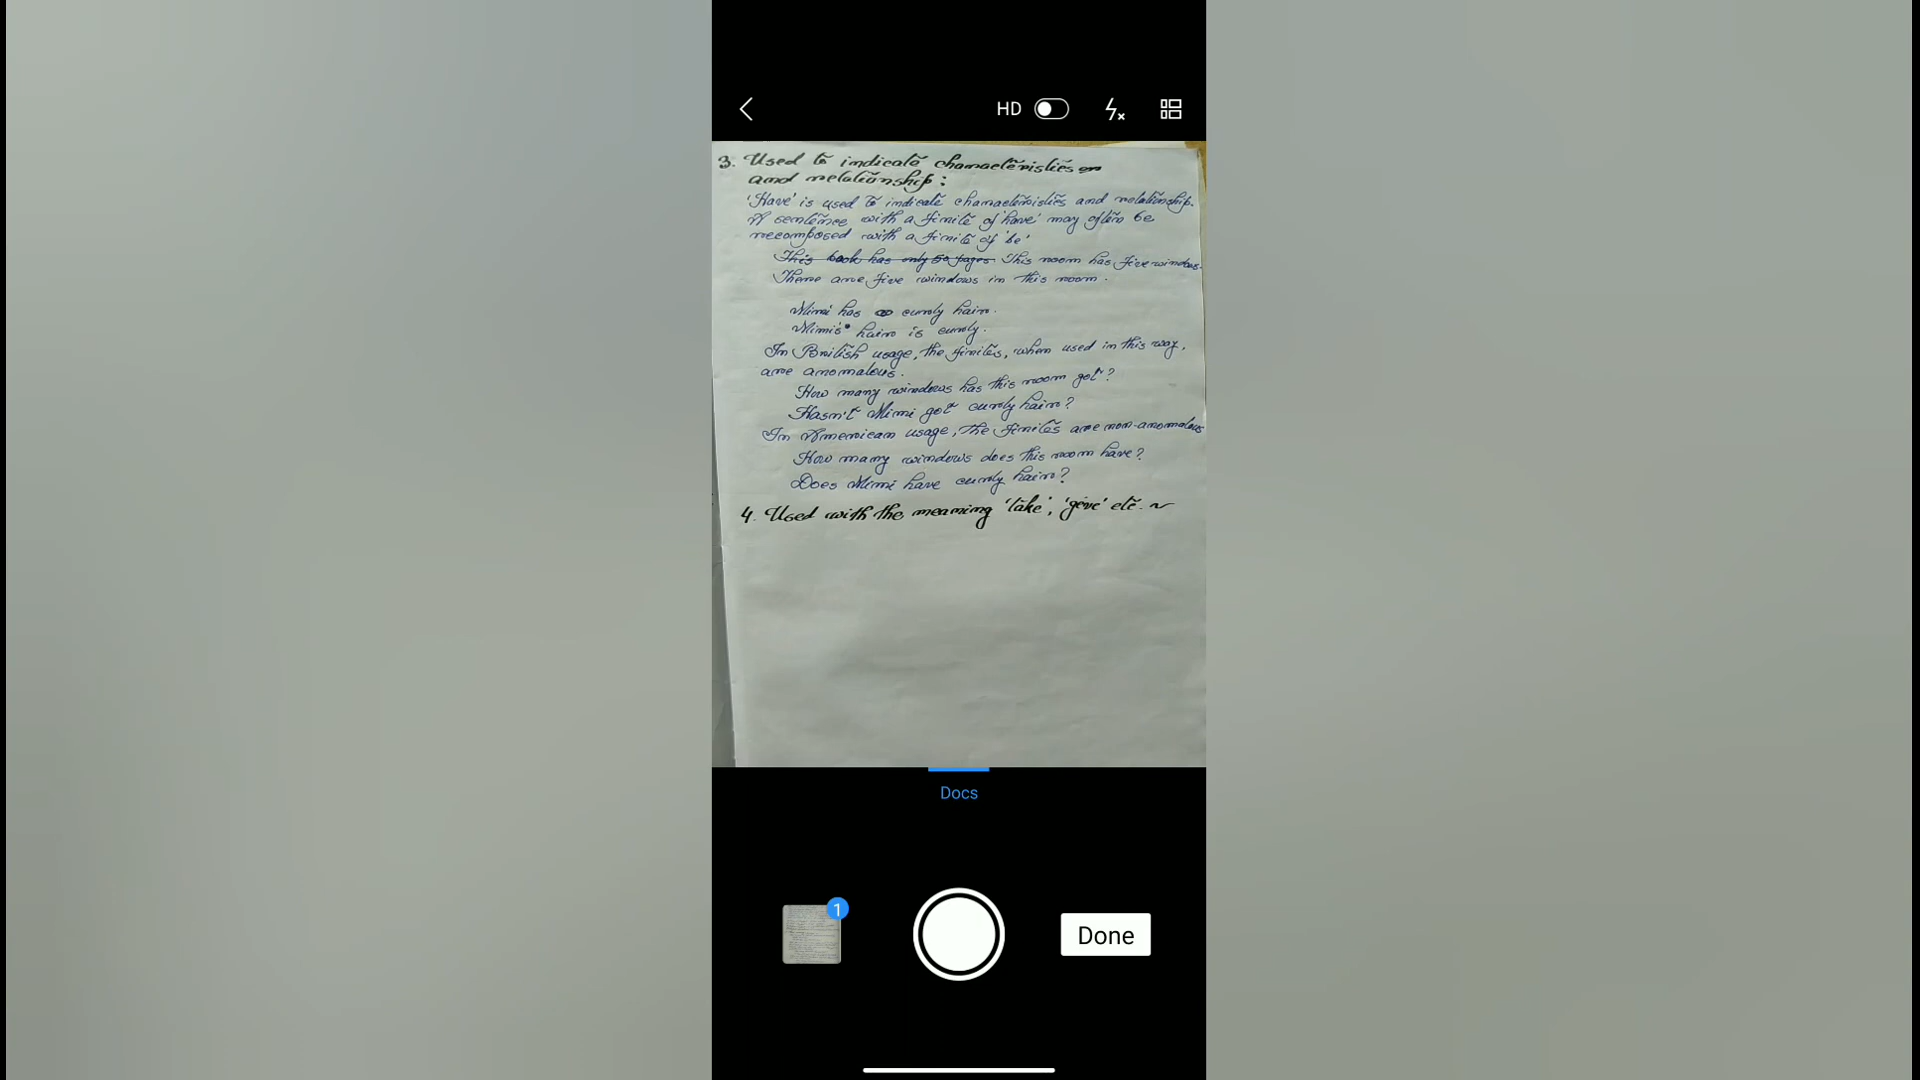 HD
3. Used to indicate characteristics or
and relationship:
'Have' is used to indicate characteristics and relationship.
A sentence with a finite of 'have' may often be
recomposed with a finite of 'be'
This book has only 50 pages. This room has five windows.
There are five windows in this room.
Mimi has curly hair.
Mimi's hair is curly.
In British usage, the finites, when used in this way,
are anomalous.
How many windows has this room got?
Hasn't Mimi got curly hair?
In American usage, the finites are non-anomalous
How many windows does this room have?
Does Mimi have curly hair?
4. Used with the meaning 'take', 'give' etc. ~
Docs
1
Done